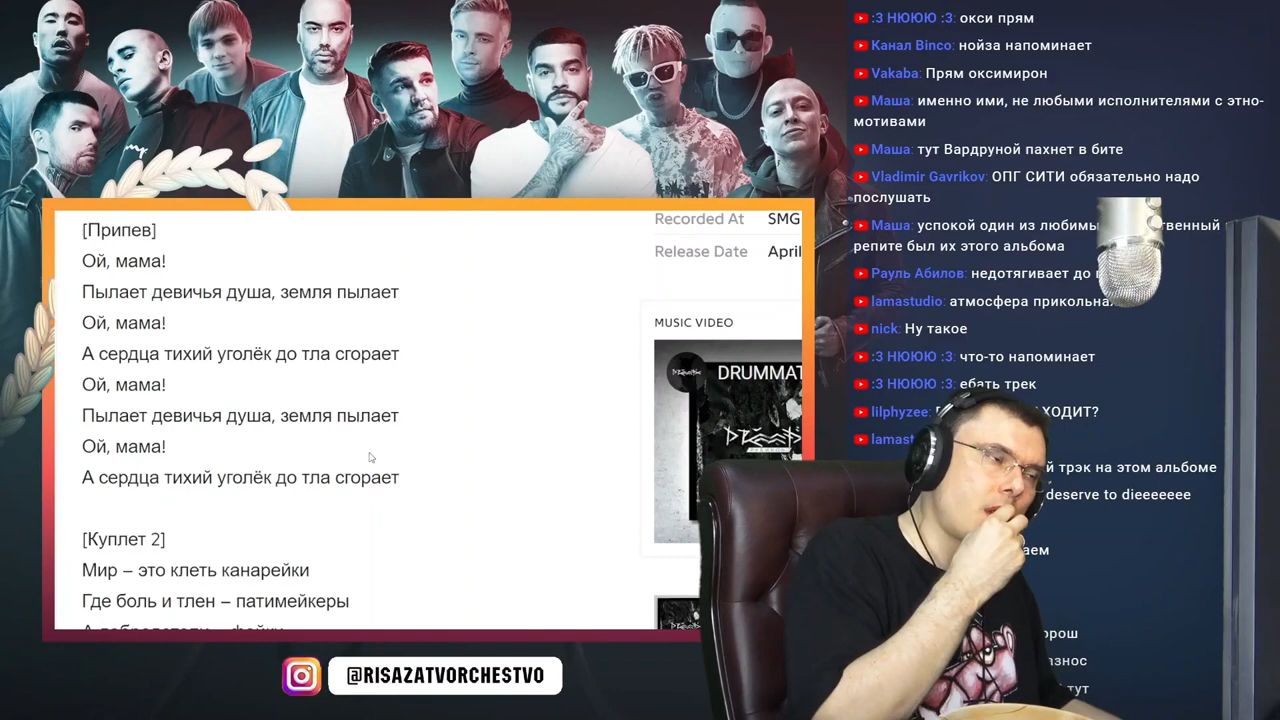 [Припев]
Ой, мама!
Пылает девичья душа, земля пылает
Ой, мама!
А сердца тихий уголёк до тла сгорает
Ой, мама!
Пылает девичья душа, земля пылает
Ой, мама!
А сердца тихий уголёк до тла сгорает
[Куплет 2]
Мир – это клеть канарейки
Где боль и тлен – патимейкеры
Recorded At SMG
Release Date April
MUSIC VIDEO
DRUMMAT
@RISAZATVORCHESTVO
:3 НЮЮЮ :3: окси прям
Канал Binco: нойза напоминает
Vakaba: Прям оксимирон
Маша: именно ими, не любыми исполнителями с этно-
мотивами
Маша: тут Вардруной пахнет в бите
Vladimir Gavrikov: ОПГ СИТИ обязательно надо
послушать
Маша: успокой один из любимы
репите был их этого альбома
Рауль Абилов: недотягивает до
lamastudio: атмосфера прикольна
nick: Ну такое
:3 НЮЮЮ :3: что-то напоминает
:3 НЮЮЮ :3: ебать трек
lilphyzee: ХОДИТ?
lamast
й трэк на этом альбоме
deserve to dieeeeeee
аем
орош
азнос
тут